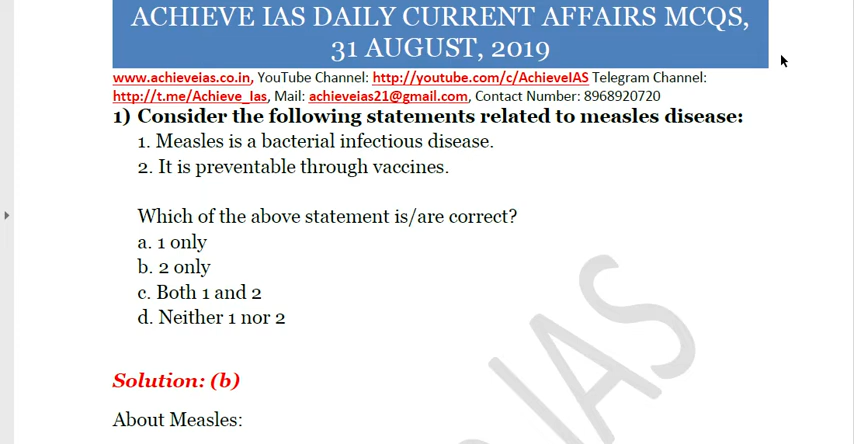 ACHIEVE IAS DAILY CURRENT AFFAIRS MCQS,
31 AUGUST, 2019
www.achieveias.co.in, YouTube Channel: http://youtube.com/c/AchieveIAS Telegram Channel:
http://t.me/Achieve_Ias, Mail: achieveias21@gmail.com, Contact Number: 8968920720
1) Consider the following statements related to measles disease:
1. Measles is a bacterial infectious disease.
2. It is preventable through vaccines.
Which of the above statement is/are correct?
a. 1 only
b. 2 only
c. Both 1 and 2
d. Neither 1 nor 2
IAS
Solution: (b)
About Measles: